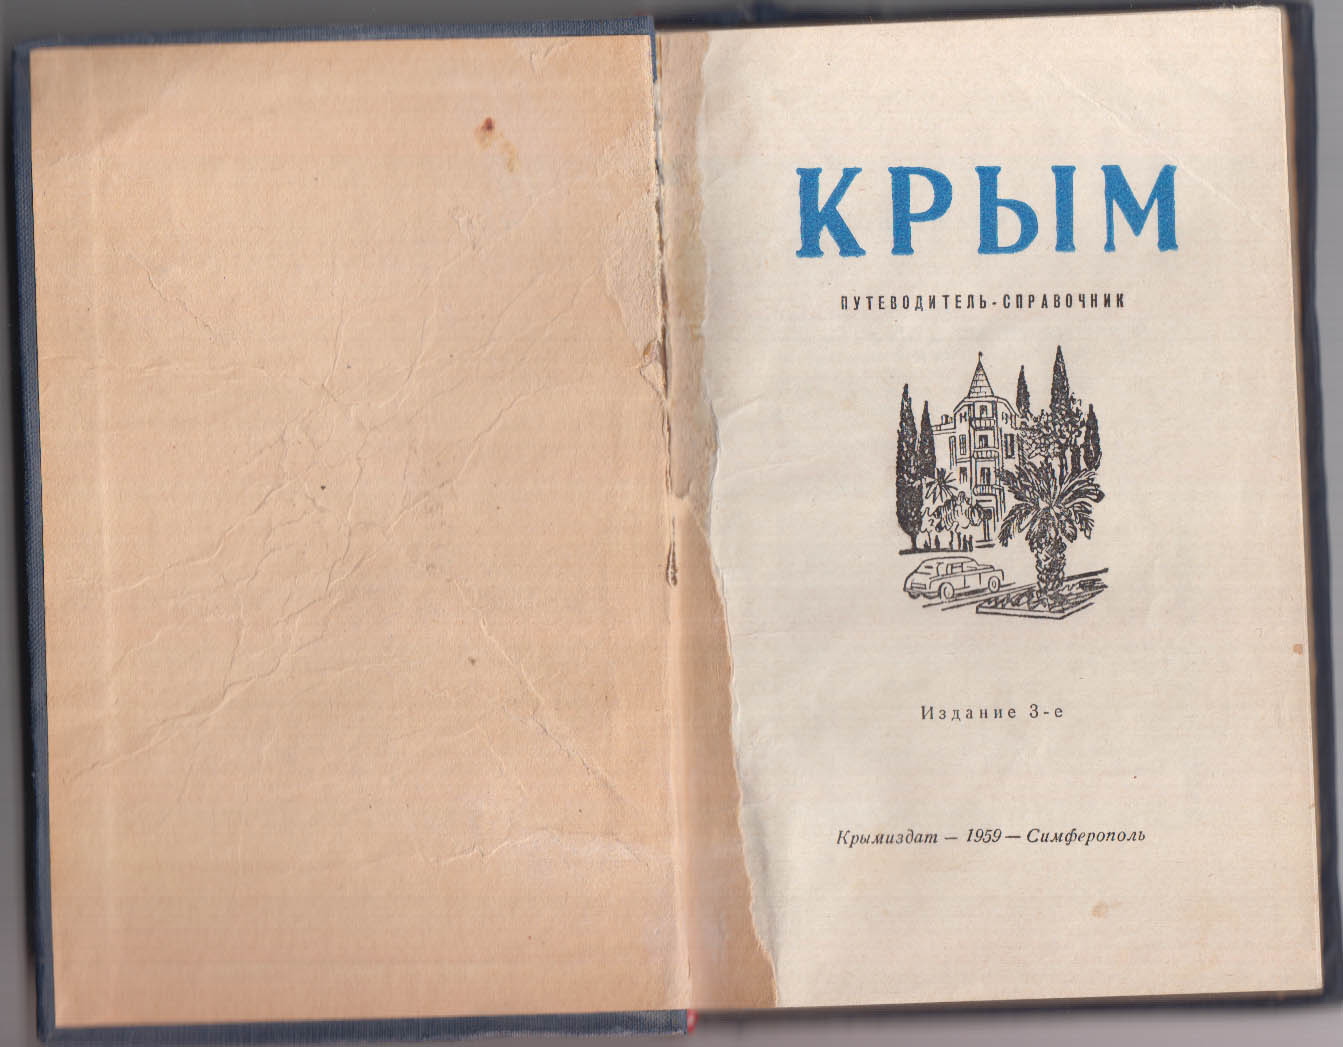 КРЫМ
ПУТЕВОДИТЕЛЬ-СПРАВОЧНИК
Издание 3-е
Крымиздат — 1959 — Симферополь